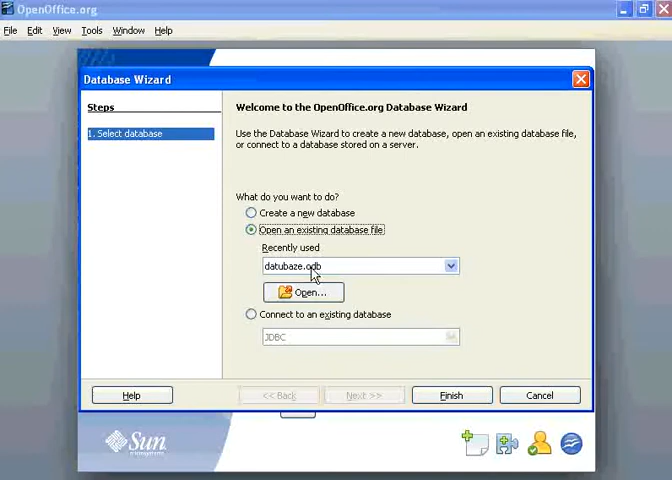 OpenOffice.org
File Edit View Tools Window Help
Database Wizard
Steps
1. Select database
Welcome to the OpenOffice.org Database Wizard
Use the Database Wizard to create a new database, open an existing database file,
or connect to a database stored on a server.
What do you want to do?
Create a new database
Open an existing database file
Recently used
datubaze.odb
Open...
Connect to an existing database
JDBC
Help
<< Back
Next >>
Finish
Cancel
Sun